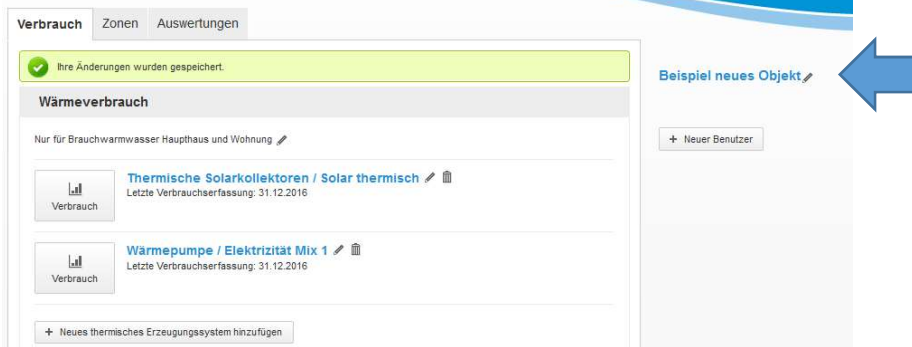 Verbrauch Zonen Auswertungen
Ihre Änderungen wurden gespeichert.
Wärmeverbrauch
Nur für Brauchwarmwasser Haupthaus und Wohnung
Verbrauch
Thermische Solarkollektoren / Solar thermisch
Letzte Verbrauchserfassung: 31.12.2016
Verbrauch
Wärmepumpe / Elektrizität Mix 1
Letzte Verbrauchserfassung: 31.12.2016
+ Neues thermisches Erzeugungssystem hinzufügen
Beispiel neues Objekt
+ Neuer Benutzer